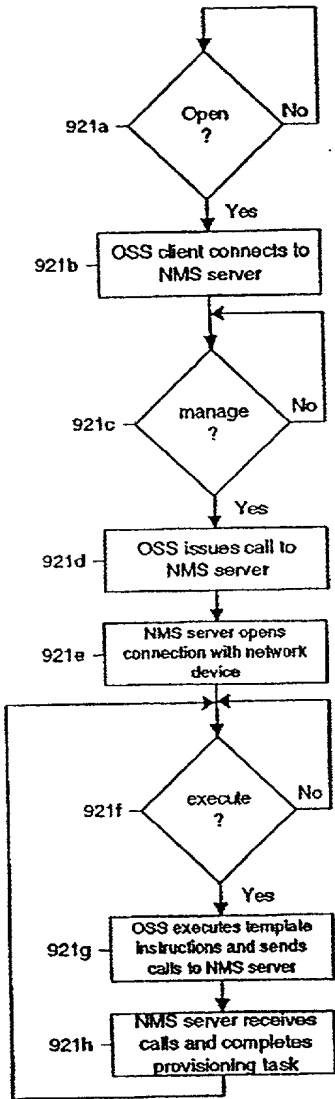 Open
?
No
921a
Yes
OSS client connects to
NMS server
921b
manage
?
No
921c
Yes
OSS issues call to
NMS server
921d
NMS server opens
connection with network
device
921e
execute
?
No
921f
Yes
OSS executes template
instructions and sends
calls to NMS server
921g
NMS server receives
calls and completes
provisioning task
921h